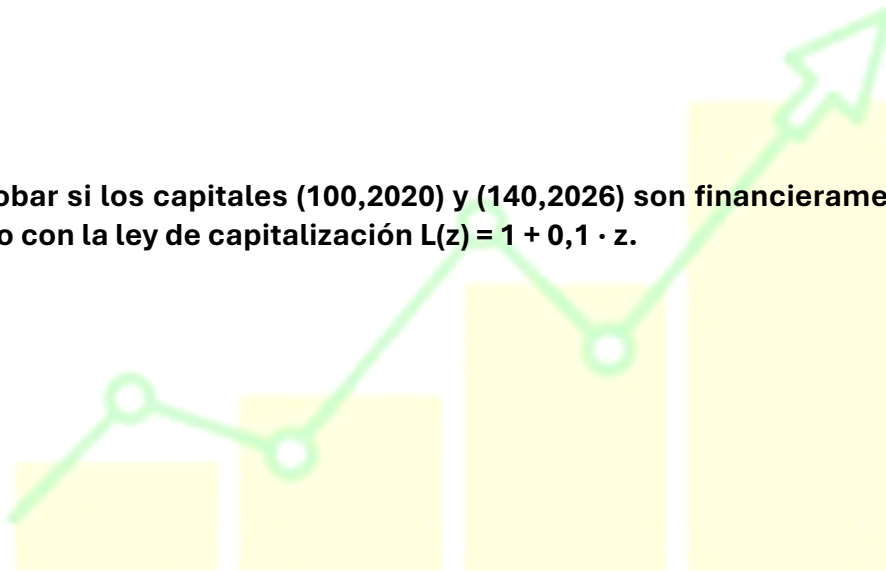 obar si los capitales (100,2020) y (140,2026) son financierame
o con la ley de capitalización L(z) = 1 + 0,1 · z.